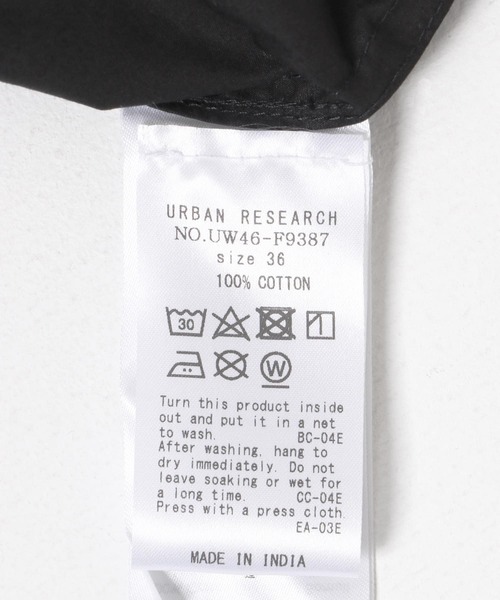 URBAN RESEARCH
NO.UW46-F9387
size 36
100% COTTON
30
W
Turn this product inside
out and put it in a net
to wash. BC-04E
After washing, hang to
dry immediately. Do not
leave soaking or wet for
a long time. CC-04E
Press with a press cloth.
EA-03E
MADE IN INDIA